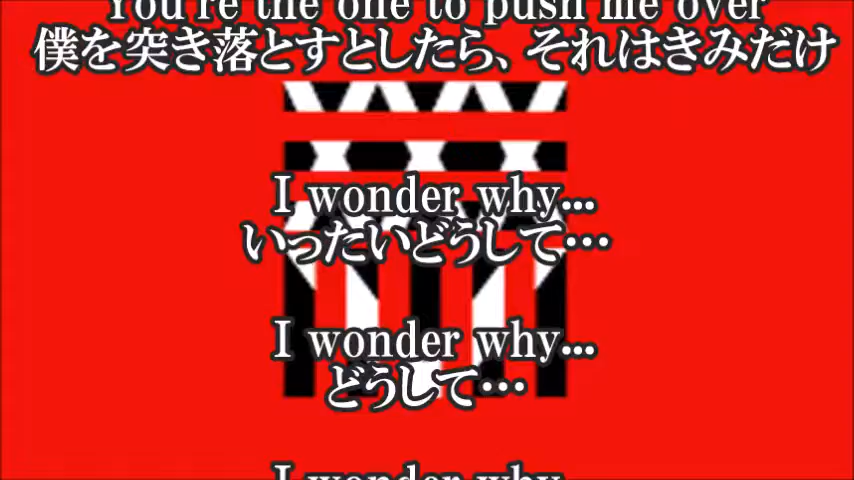 You're the one to push me over
僕を突き落とすとしたら、それはきみだけ
I wonder why...
いったいどうして…
I wonder why...
どうして…
I wonder why